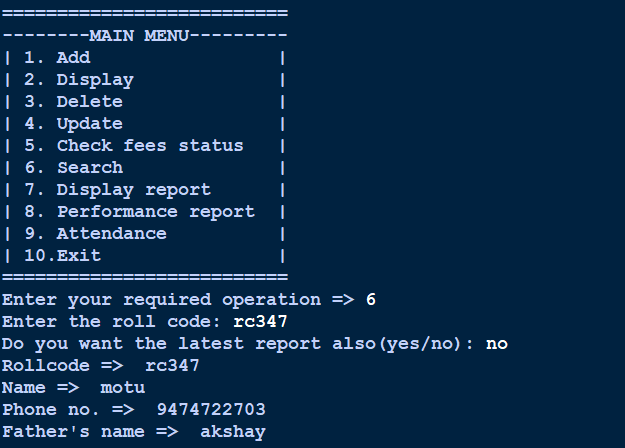 ==========================
--------MAIN MENU---------
| 1. Add                 |
| 2. Display             |
| 3. Delete              |
| 4. Update              |
| 5. Check fees status   |
| 6. Search              |
| 7. Display report      |
| 8. Performance report  |
| 9. Attendance          |
| 10.Exit                |
==========================
Enter your required operation => 6
Enter the roll code: rc347
Do you want the latest report also(yes/no): no
Rollcode =>  rc347
Name =>  motu
Phone no. =>  9474722703
Father's name =>  akshay